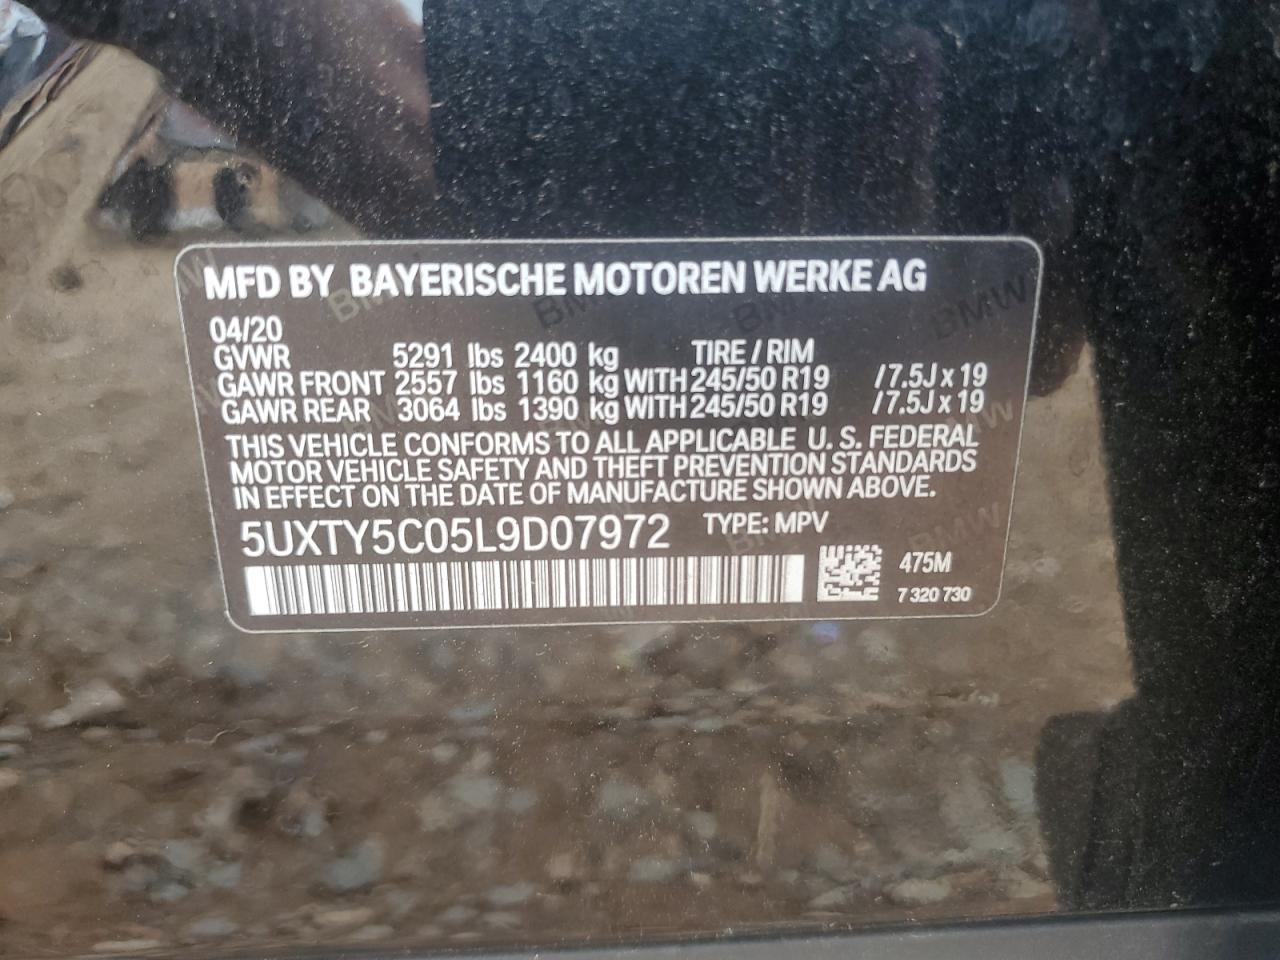 MFD BY BAYERISCHE MOTOREN WERKE AG
04/20
GVWR 5291 lbs 2400 kg TIRE / RIM
GAWR FRONT 2557 lbs 1160 kg WITH 245/50 R19 /7.5J x 19
GAWR REAR 3064 lbs 1390 kg WITH 245/50 R19 /7.5J x 19
THIS VEHICLE CONFORMS TO ALL APPLICABLE U. S. FEDERAL
MOTOR VEHICLE SAFETY AND THEFT PREVENTION STANDARDS
IN EFFECT ON THE DATE OF MANUFACTURE SHOWN ABOVE.
5UXTY5C05L9D07972 TYPE: MPV
475M
7 320 730